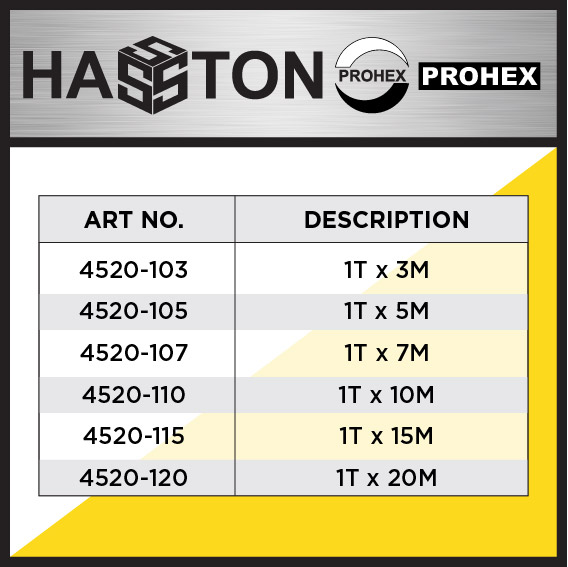 HASSTON PROHEX PROHEX
ART NO. DESCRIPTION
4520-103 1T x 3M
4520-105 1T x 5M
4520-107 1T x 7M
4520-110 1T x 10M
4520-115 1T x 15M
4520-120 1T x 20M